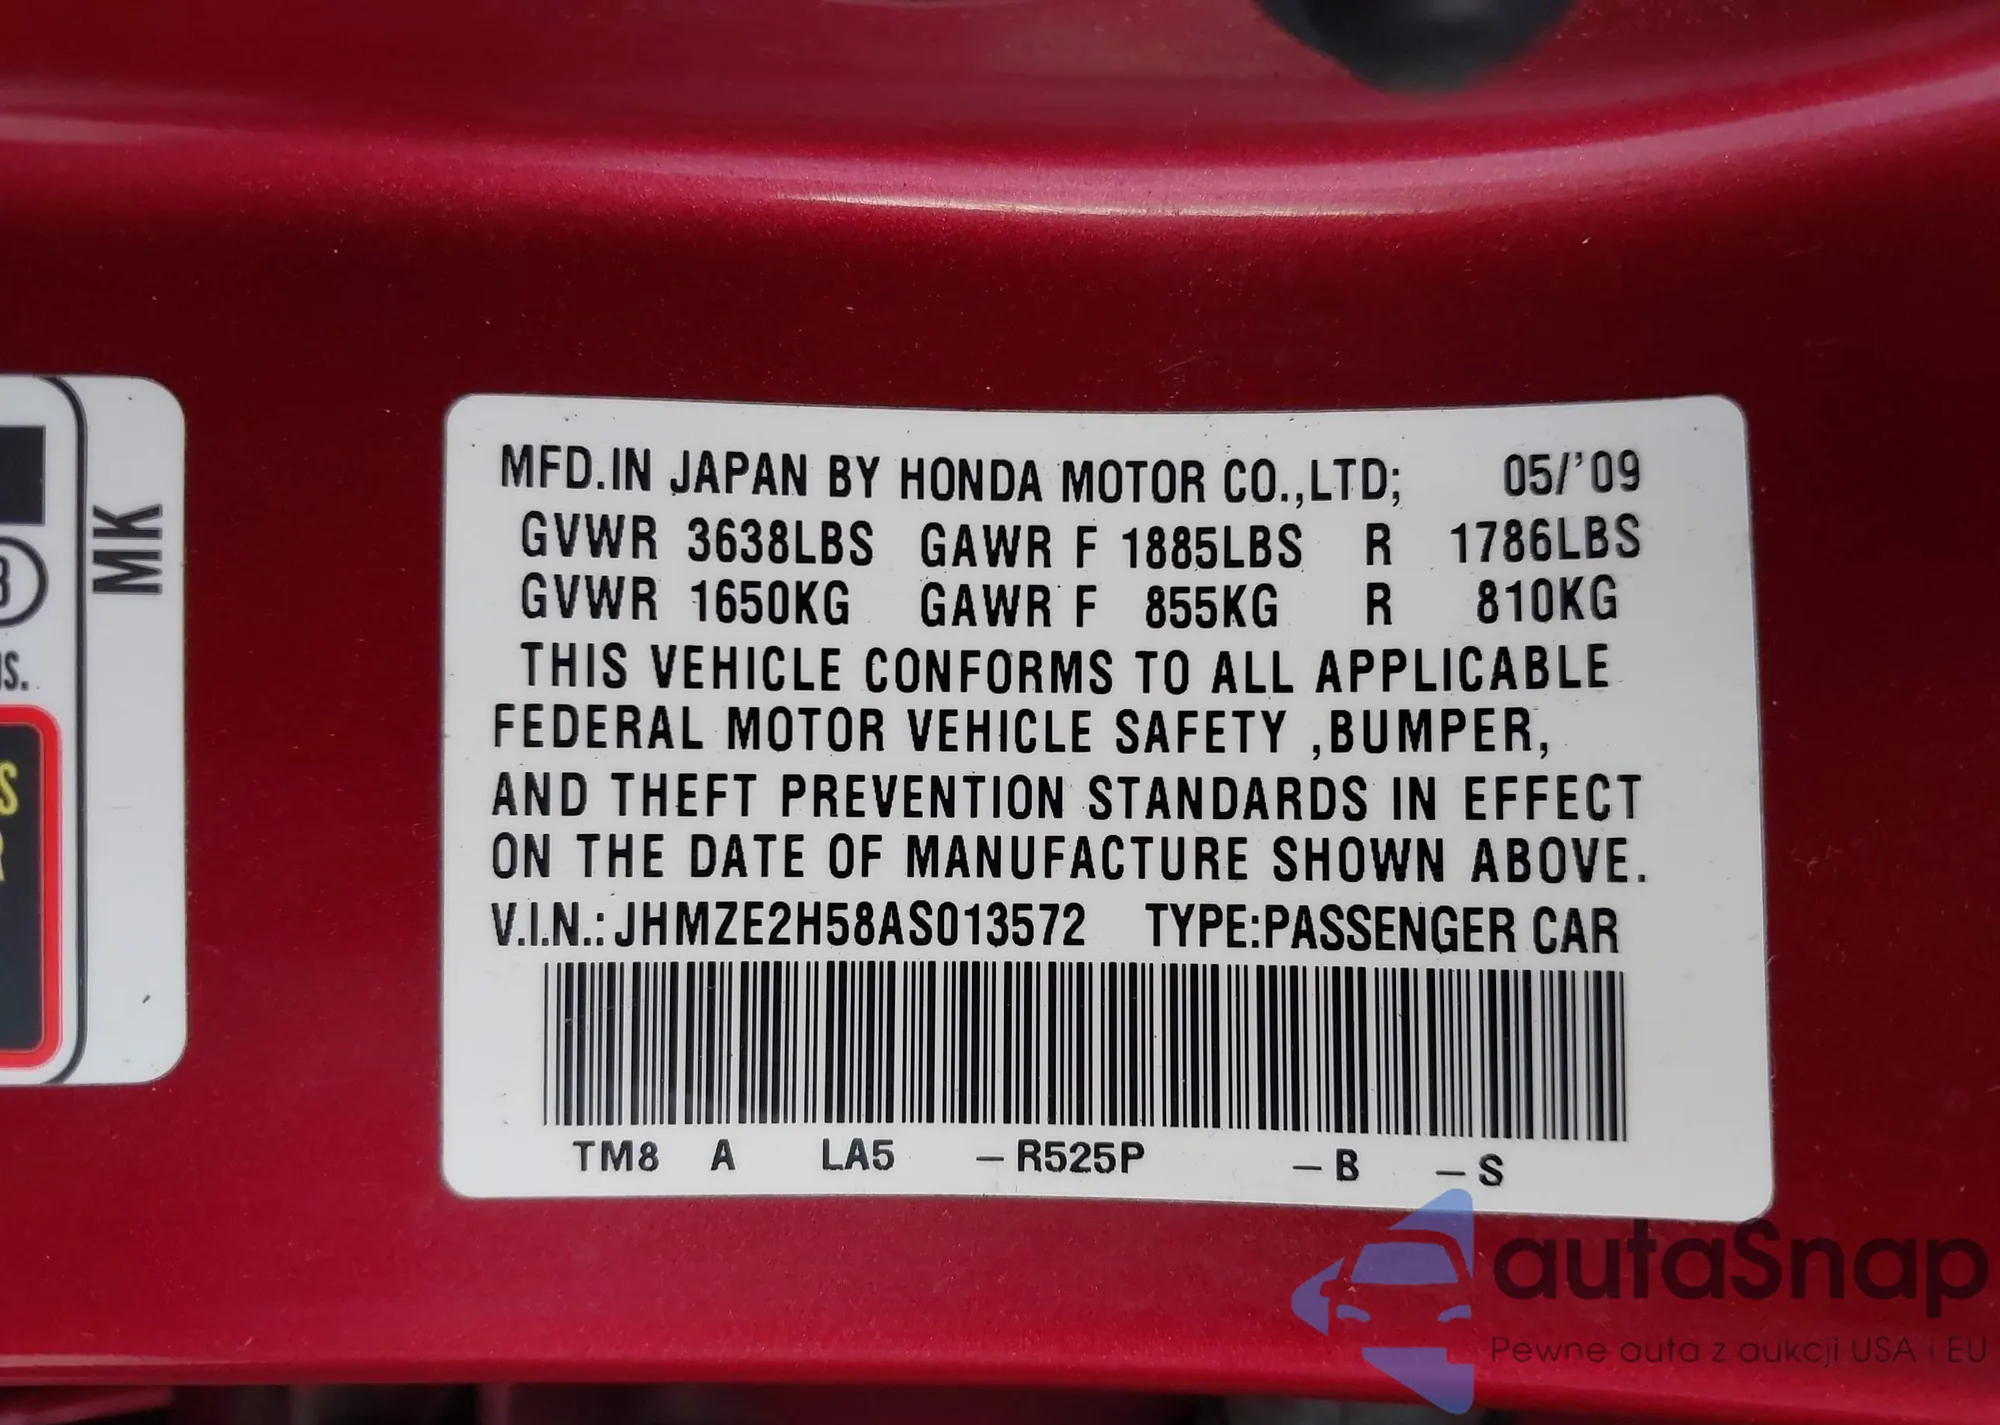 MFD.IN JAPAN BY HONDA MOTOR CO.,LTD; 05/'09
GVWR 3638LBS GAWR F 1885LBS R 1786LBS
GVWR 1650KG GAWR F 855KG R 810KG
THIS VEHICLE CONFORMS TO ALL APPLICABLE
FEDERAL MOTOR VEHICLE SAFETY ,BUMPER,
AND THEFT PREVENTION STANDARDS IN EFFECT
ON THE DATE OF MANUFACTURE SHOWN ABOVE.
V.I.N.: JHMZE2H58AS013572 TYPE:PASSENGER CAR
TM8 A LA5 –R525P –B –S
MK
autaSnap
Pewne auta z aukcji USA i EU